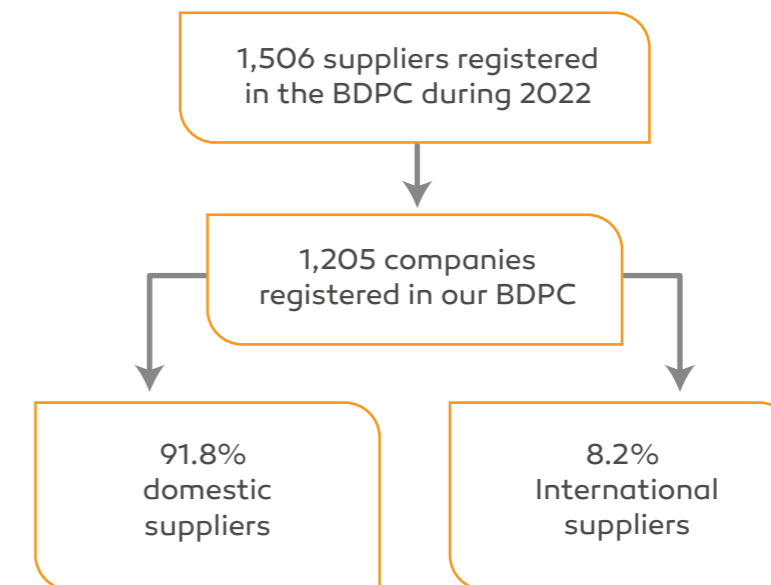 1,506 suppliers registered
in the BDPC during 2022
1,205 companies
registered in our BDPC
91.8%
domestic
suppliers
8.2%
International
suppliers